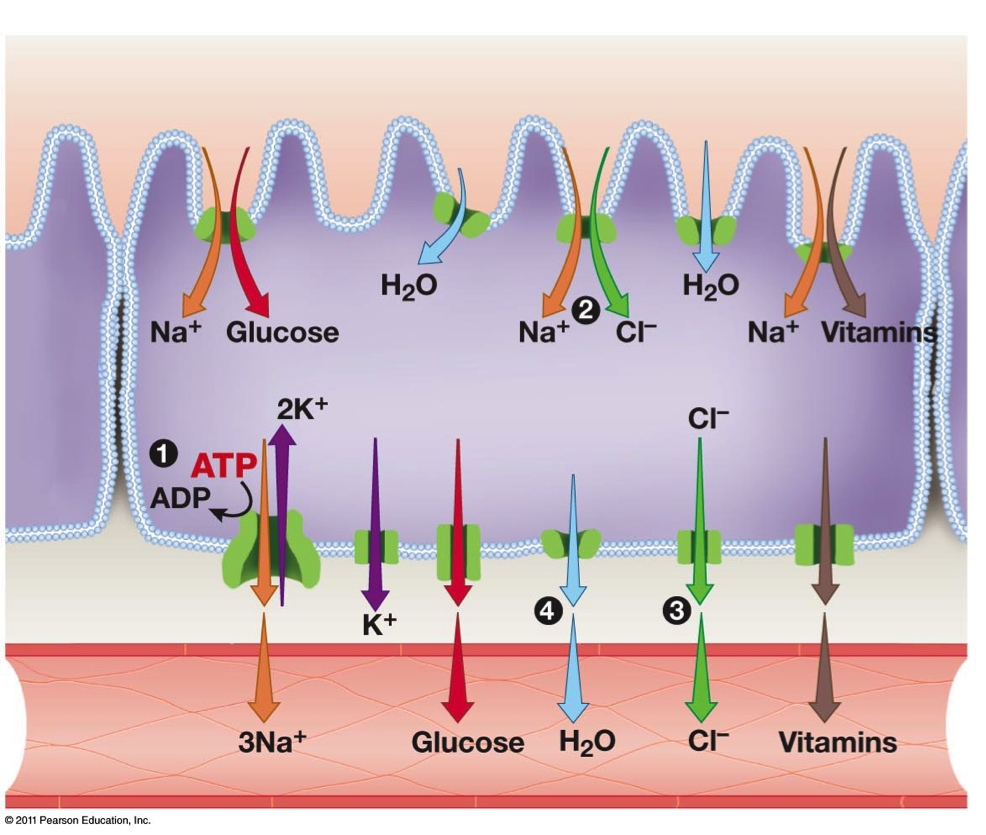 H₂O
H₂O
Na⁺
Glucose
Na⁺
2
Cl⁻
Na⁺
Vitamins
2K⁺
Cl⁻
1
ATP
ADP
4
3
K⁺
3Na⁺
Glucose
H₂O
Cl⁻
Vitamins
© 2011 Pearson Education, Inc.